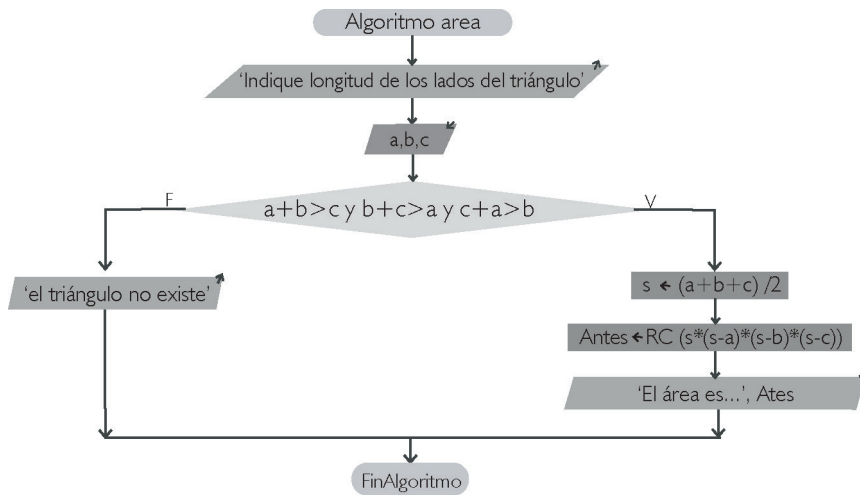 Algoritmo area
‘Indique longitud de los lados del triángulo’
a,b,c
F
a+b>c y b+c>a y c+a>b
V
‘el triángulo no existe’
s ← (a+b+c) /2
Antes ← RC (s*(s-a)*(s-b)*(s-c))
‘El área es...’, Ates
FinAlgoritmo